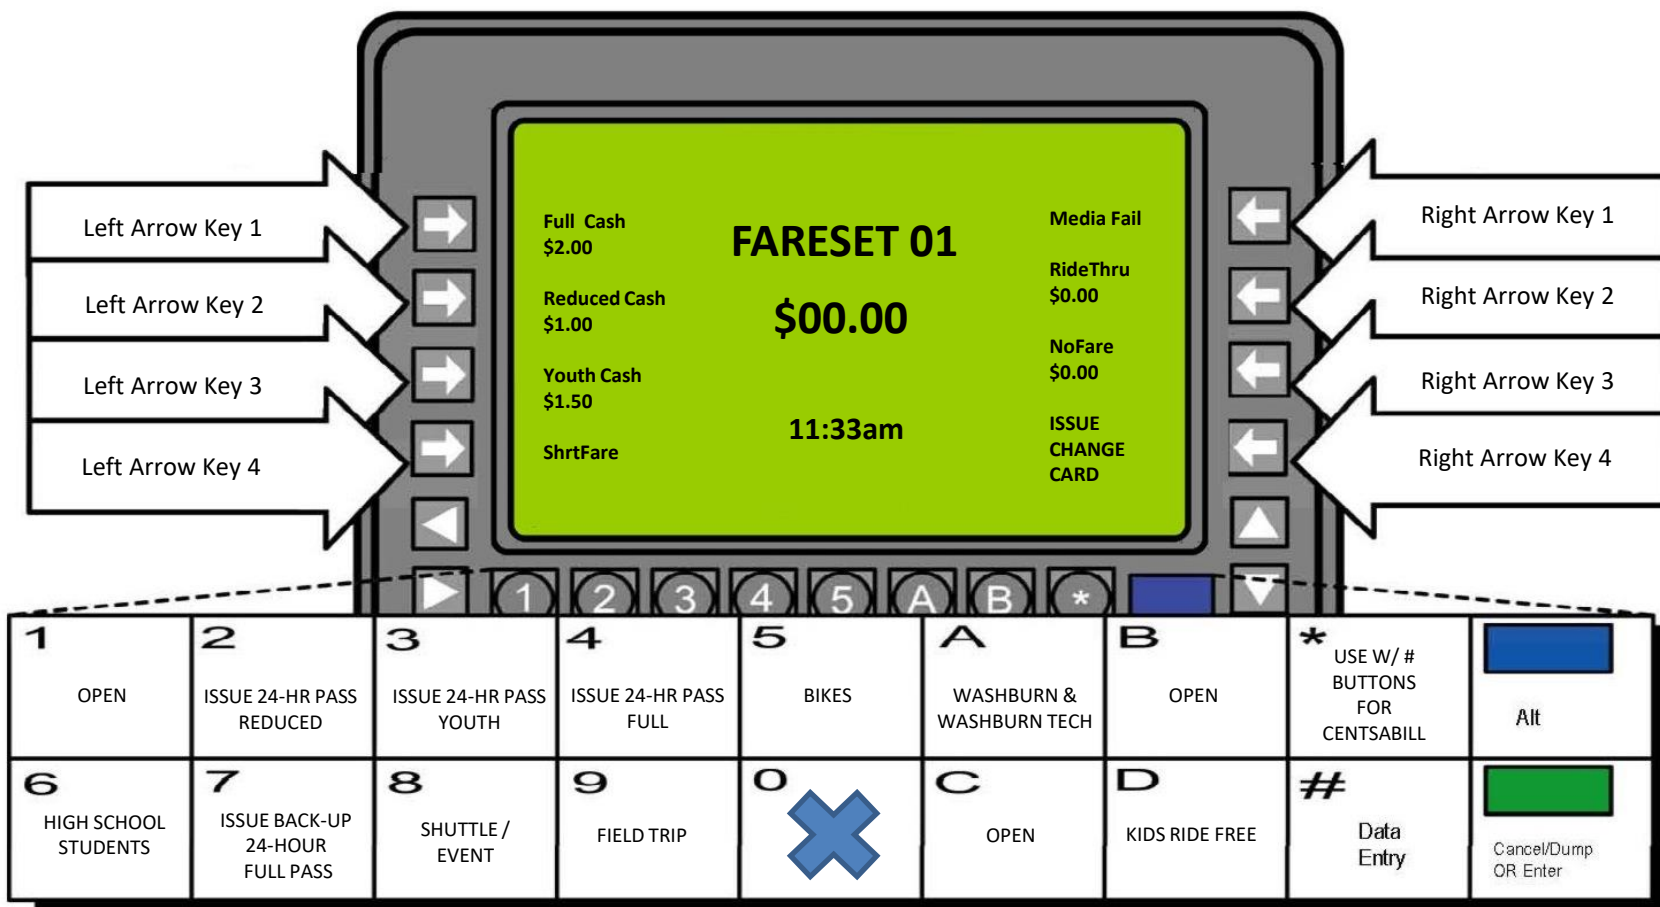 Left Arrow Key 1
Left Arrow Key 2
Left Arrow Key 3
Left Arrow Key 4
Full Cash
$2.00
Reduced Cash
$1.00
Youth Cash
$1.50
ShrtFare
FARESET 01
$00.00
11:33am
Media Fail
RideThru
$0.00
NoFare
$0.00
ISSUE
CHANGE
CARD
Right Arrow Key 1
Right Arrow Key 2
Right Arrow Key 3
Right Arrow Key 4
1 2 3 4 5 A B *
1
OPEN
2
ISSUE 24-HR PASS
REDUCED
3
ISSUE 24-HR PASS
YOUTH
4
ISSUE 24-HR PASS
FULL
5
BIKES
A
WASHBURN &
WASHBURN TECH
B
OPEN
*
USE W/ #
BUTTONS
FOR
CENTSABILL
Alt
6
HIGH SCHOOL
STUDENTS
7
ISSUE BACK-UP
24-HOUR
FULL PASS
8
SHUTTLE /
EVENT
9
FIELD TRIP
0
C
OPEN
D
KIDS RIDE FREE
#
Data
Entry
Cancel/Dump
OR Enter